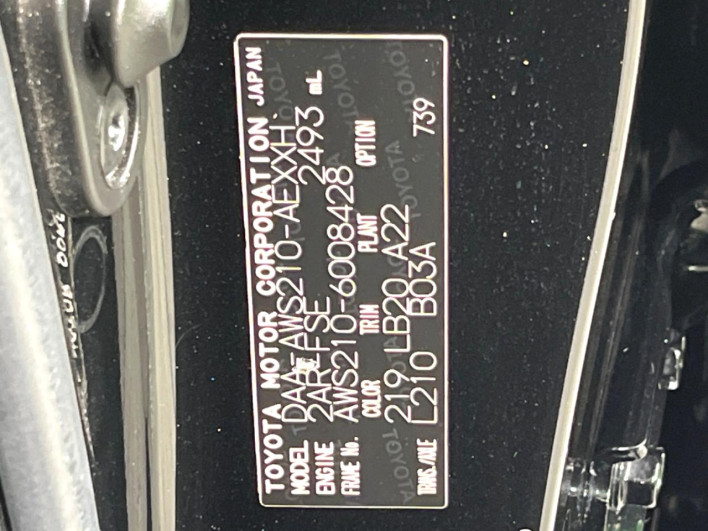 TOYOTA MOTOR CORPORATION JAPAN
MODEL DAA-AWS210-AEXXH
ENGINE 2AR-FSE 2493 mL
FRAME No. AWS210-6008428
COLOR TRIM PLANT OPTION
219 LB20 A22
TRANS./AXLE L210 B03A 739